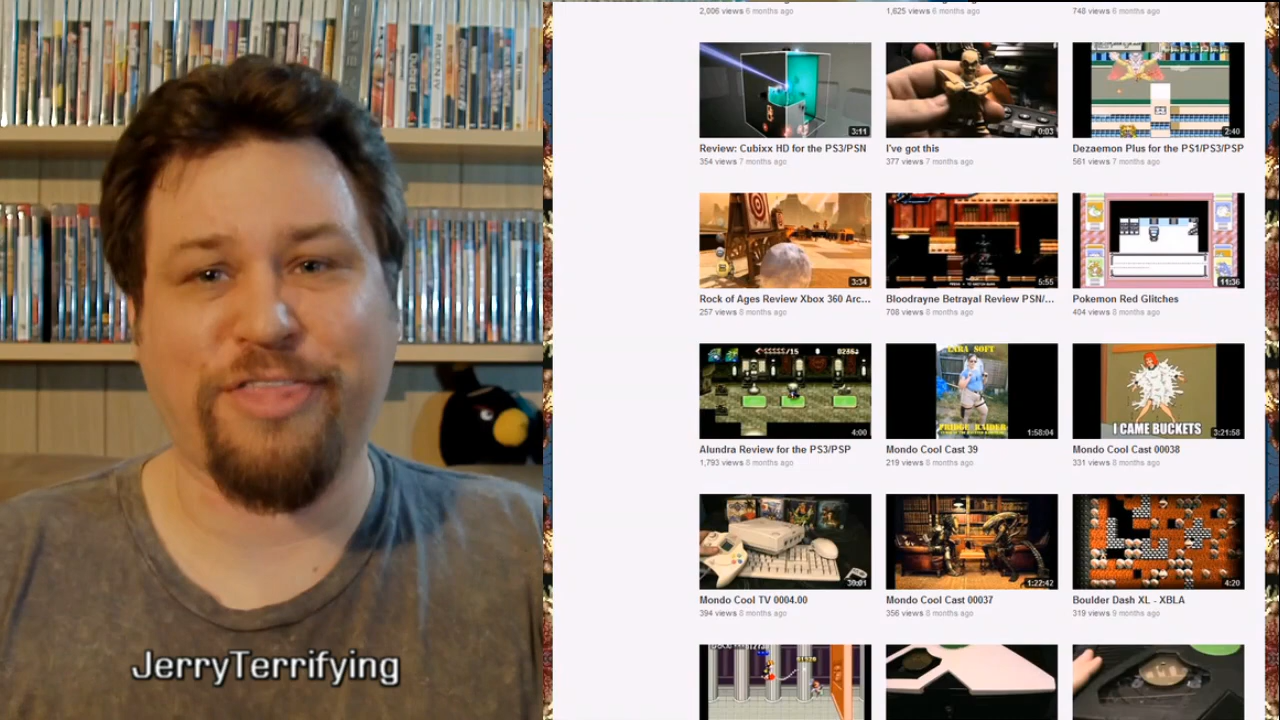 JerryTerrifying
2,006 views 6 months ago
1,625 views 6 months ago
748 views 6 months ago
3:11
0:03
2:40
Review: Cubixx HD for the PS3/PSN
I've got this
Dezaemon Plus for the PS1/PS3/PSP
354 views 7 months ago
377 views 7 months ago
561 views 7 months ago
3:34
5:55
11:36
Rock of Ages Review Xbox 360 Arc...
Bloodrayne Betrayal Review PSN/...
Pokemon Red Glitches
257 views 8 months ago
708 views 8 months ago
404 views 8 months ago
/15
LARA SOFT
FRIDGE RAIDER
I CAME BUCKETS
4:00
1:58:04
3:21:58
Alundra Review for the PS3/PSP
Mondo Cool Cast 39
Mondo Cool Cast 00038
1,793 views 8 months ago
219 views 8 months ago
331 views 8 months ago
1:22:42
4:20
Mondo Cool TV 0004.00
Mondo Cool Cast 00037
Boulder Dash XL - XBLA
394 views 8 months ago
356 views 8 months ago
319 views 9 months ago